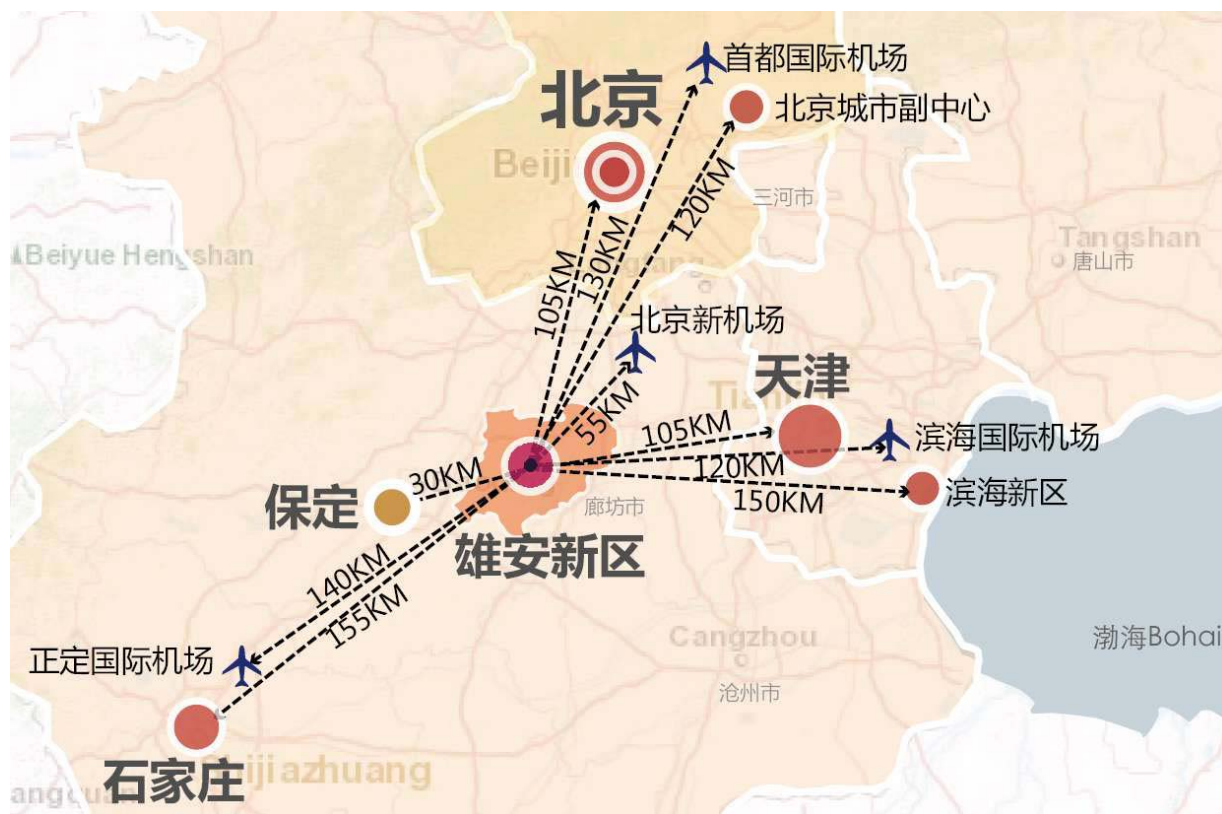 首都国际机场
北京
北京城市副中心
Beiji
120KM
三河市
130KM
105KM
Tangshan
唐山市
Beiyue Hengshan
北京新机场
天津
55KM
105KM
滨海国际机场
30KM
120KM
滨海新区
150KM
保定
廊坊市
雄安新区
140KM
155KM
Cangzhou
渤海Bohai
正定国际机场
沧州市
石家庄
ijiazhuang